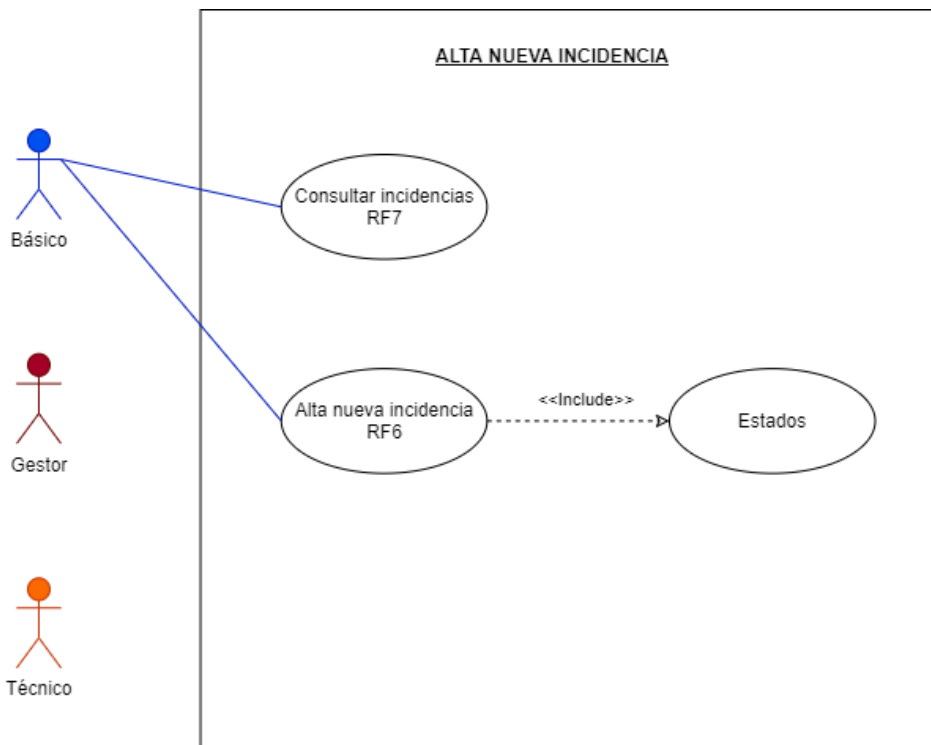 ALTA NUEVA INCIDENCIA
Básico
Consultar incidencias
RF7
Gestor
Alta nueva incidencia
RF6
<<Include>>
Estados
Técnico